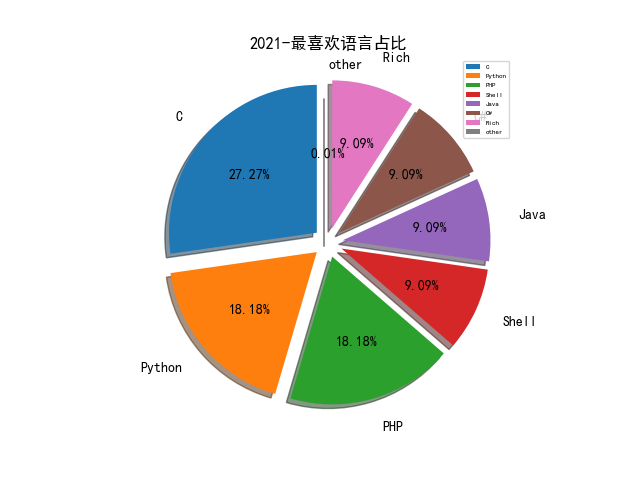 2021-最喜欢语言占比
Rich
other
C
Python
PHP
Shell
Java
C#
Rich
other
C
9.09%
0.01%
27.27%
9.09%
Java
9.09%
9.09%
18.18%
Shell
18.18%
Python
PHP